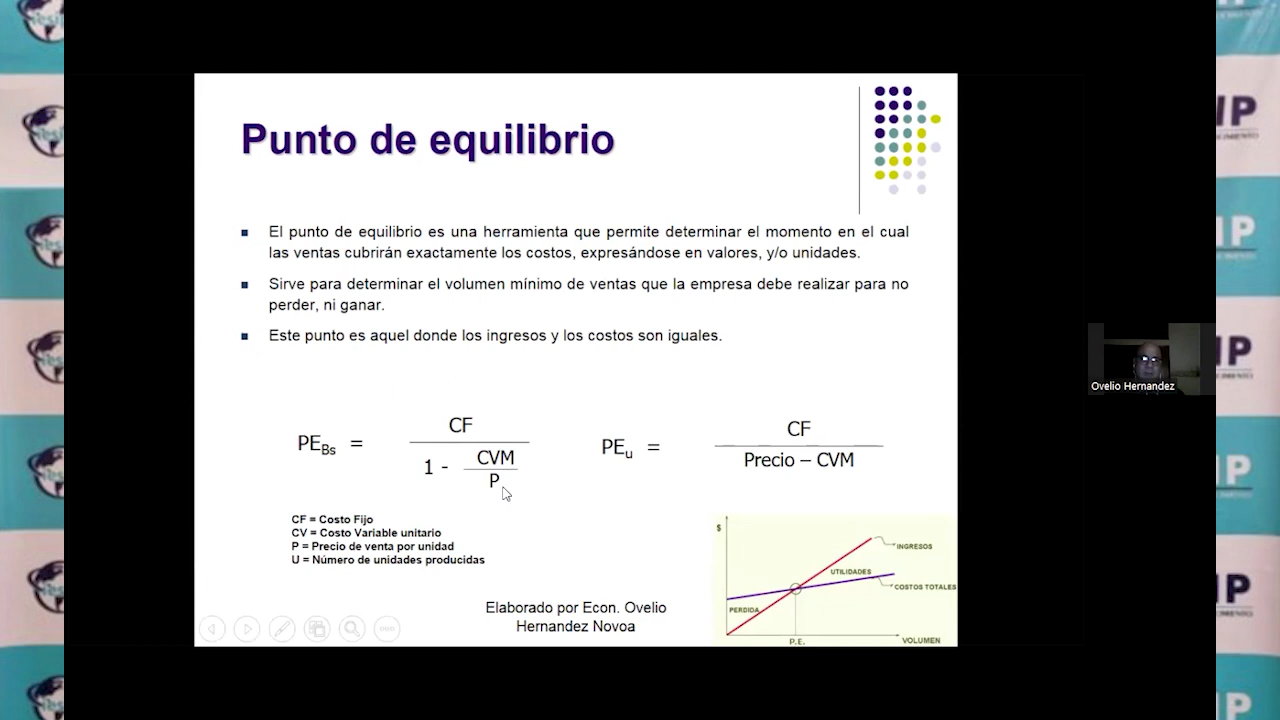 Punto de equilibrio
El punto de equilibrio es una herramienta que permite determinar el momento en el cual
las ventas cubrirán exactamente los costos, expresándose en valores, y/o unidades.
Sirve para determinar el volumen mínimo de ventas que la empresa debe realizar para no
perder, ni ganar.
Este punto es aquel donde los ingresos y los costos son iguales.
PEBs = CF
1 - CVM
P
PEu = CF
Precio – CVM
CF = Costo Fijo
CV = Costo Variable unitario
P = Precio de venta por unidad
U = Número de unidades producidas
Elaborado por Econ. Ovelio
Hernandez Novoa
$
INGRESOS
UTILIDADES
COSTOS TOTALES
PERDIDA
P.E.
VOLUMEN
Ovelio Hernandez